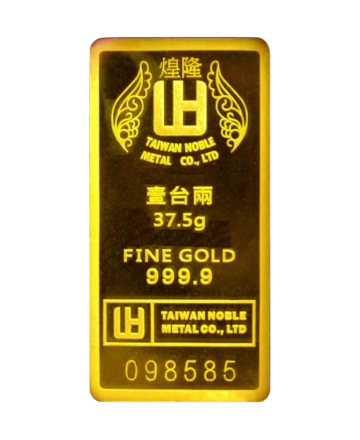 煌隆
TAIWAN NOBLE
METAL CO., LTD
壹台兩
37.5g
FINE GOLD
999.9
TAIWAN NOBLE
METAL CO., LTD
098585